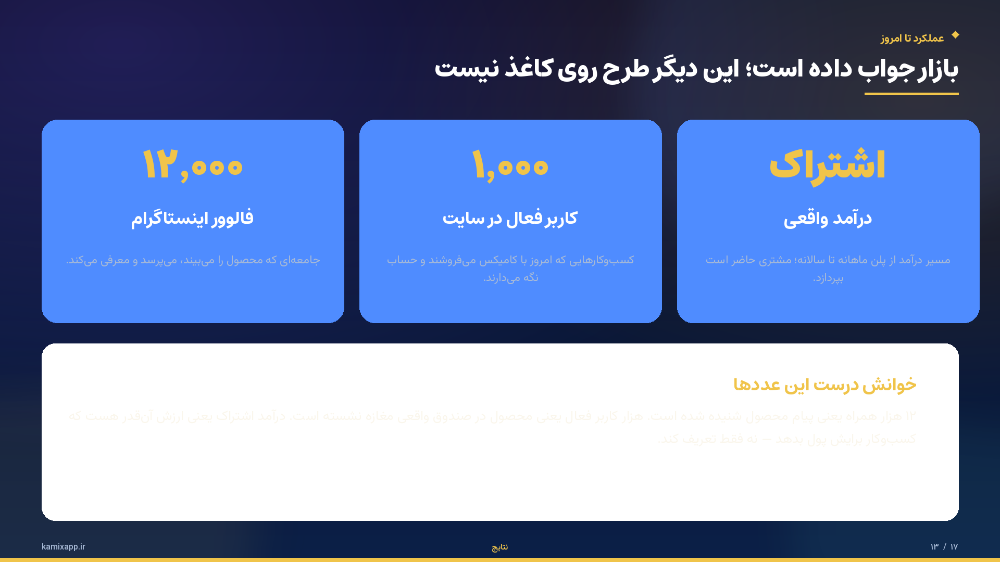 عملکرد تا امروز
بازار جواب داده است؛ این دیگر طرح روی کاغذ نیست
اشتراک
درآمد واقعی
مسیر درآمد از پلن ماهانه تا سالانه؛ مشتری حاضر است
بپردازد.
۱,۰۰۰
کاربر فعال در سایت
کسب‌وکارهایی که امروز با کامیکس می‌فروشند و حساب
نگه می‌دارند.
۱۲,۰۰۰
فالوور اینستاگرام
جامعه‌ای که محصول را می‌بیند، می‌پرسد و معرفی می‌کند.
خوانش درست این عددها
۱۲ هزار همراه یعنی پیام محصول شنیده شده است. هزار کاربر فعال یعنی محصول در صندوق واقعی مغازه نشسته است. درآمد اشتراک یعنی ارزش آن‌قدر هست که
کسب‌وکار برایش پول بدهد — نه فقط تعریف کند.
۱۳ / ۱۷
نتایج
kamixapp.ir